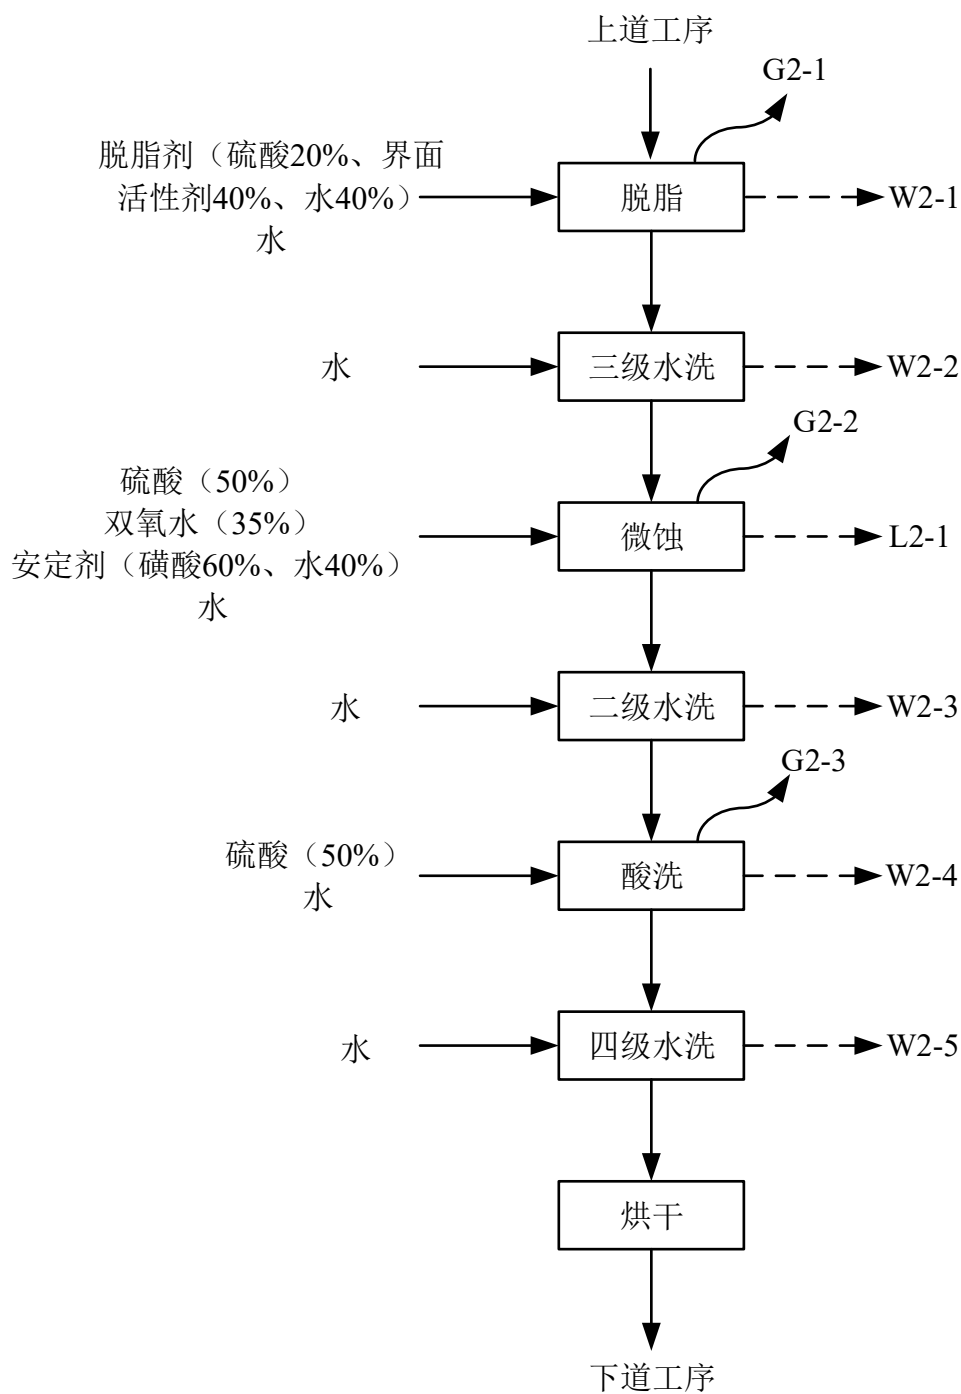 上道工序
G2-1
脱脂剂（硫酸20%、界面
活性剂40%、水40%）
水
脱脂
W2-1
水
三级水洗
W2-2
G2-2
硫酸（50%）
双氧水（35%）
安定剂（磺酸60%、水40%）
水
微蚀
L2-1
水
二级水洗
W2-3
G2-3
硫酸（50%）
水
酸洗
W2-4
水
四级水洗
W2-5
烘干
下道工序